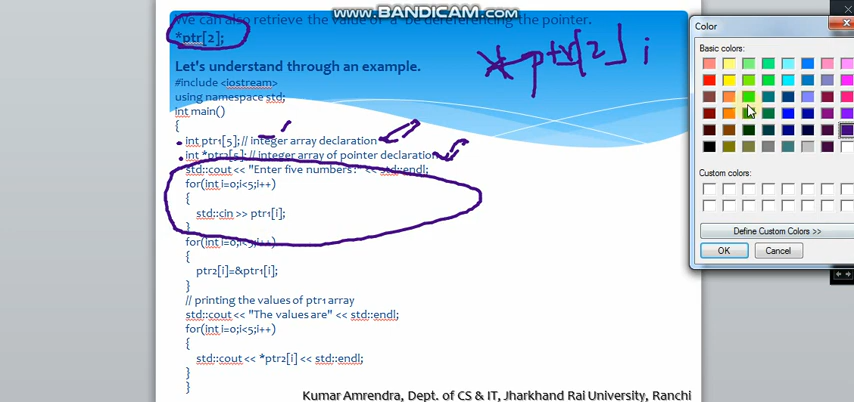 www.BANDICAM.com
We can also retrieve the value of 'a' be dereferencing the pointer.
*ptr[2];
*ptr[2] i
Let's understand through an example.
#include <iostream>
using namespace std;
int main()
{
int ptr1[5];// integer array declaration
int *ptr2[5];// integer array of pointer declaration
std::cout << "Enter five numbers:" << std::endl;
for(int i=0;i<5;i++)
{
std::cin >> ptr1[i];
}
for(int i=0;i<5;i++)
{
ptr2[i]=&ptr1[i];
}
// printing the values of ptr1 array
std::cout << "The values are" << std::endl;
for(int i=0;i<5;i++)
{
std::cout << *ptr2[i] << std::endl;
}
}
Kumar Amrendra, Dept. of CS & IT, Jharkhand Rai University, Ranchi
Color
Basic colors:
Custom colors:
Define Custom Colors >>
OK
Cancel